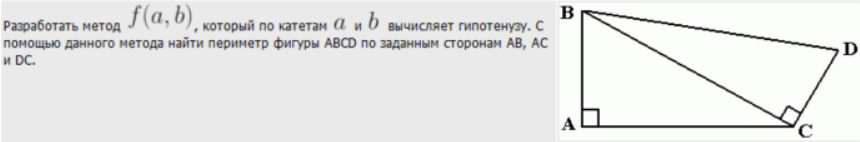 Разработать метод f(a, b), который по катетам a и b вычисляет гипотенузу. С
помощью данного метода найти периметр фигуры ABCD по заданным сторонам AB, AC
и DC.
B
D
A
C